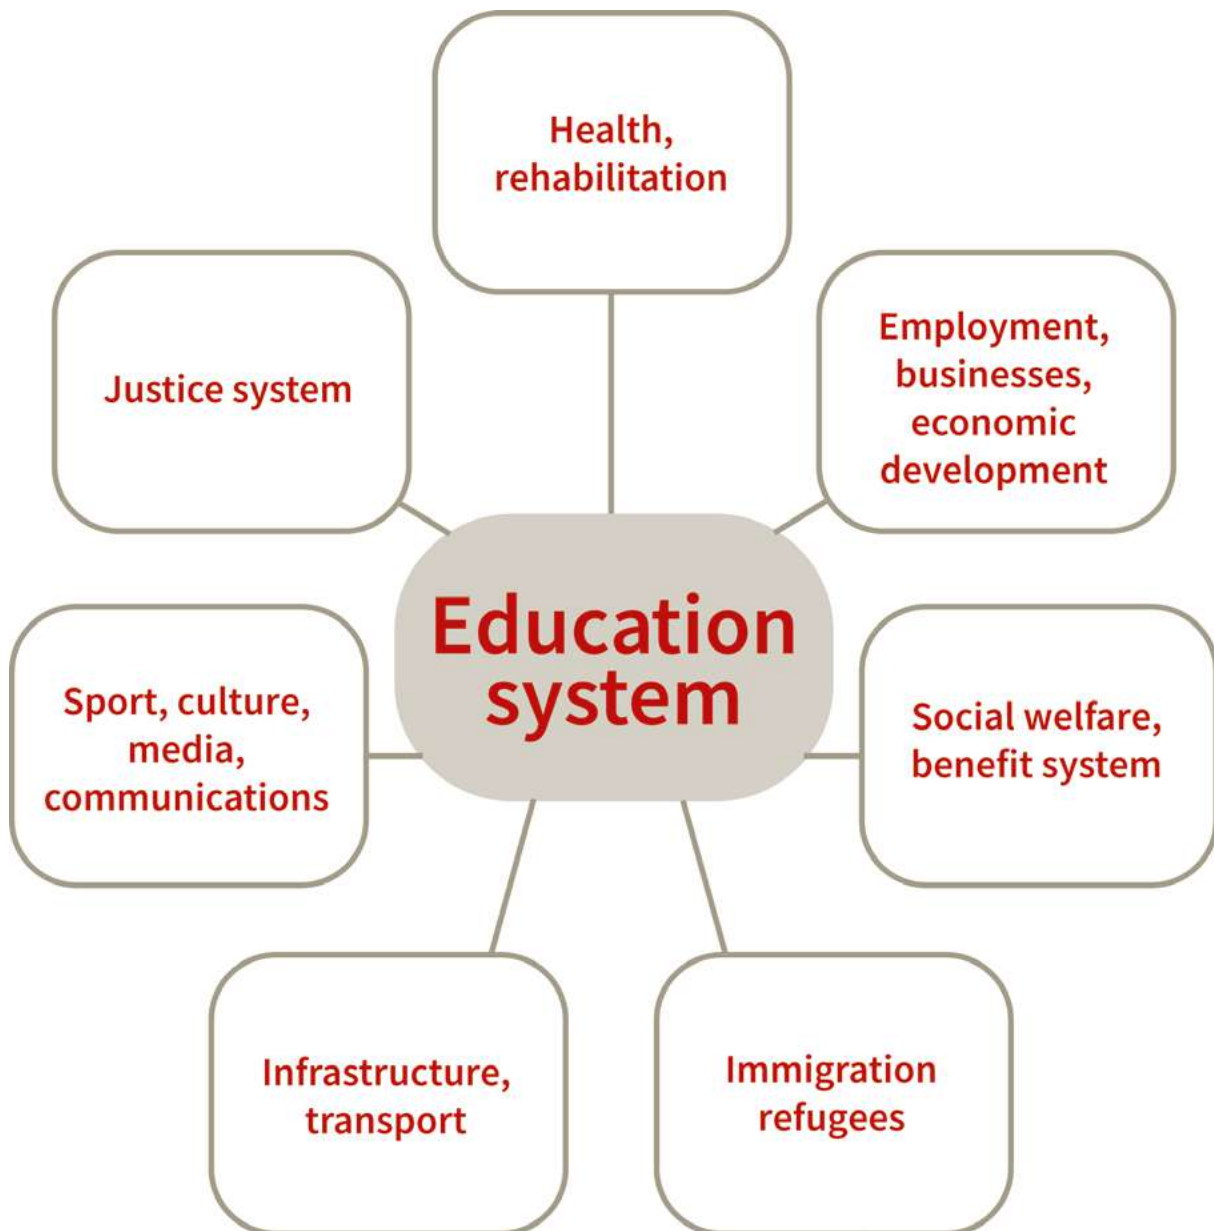 Health,
rehabilitation
Employment,
businesses,
economic
development
Justice system
Education
system
Sport, culture,
media,
communications
Social welfare,
benefit system
Infrastructure,
transport
Immigration
refugees